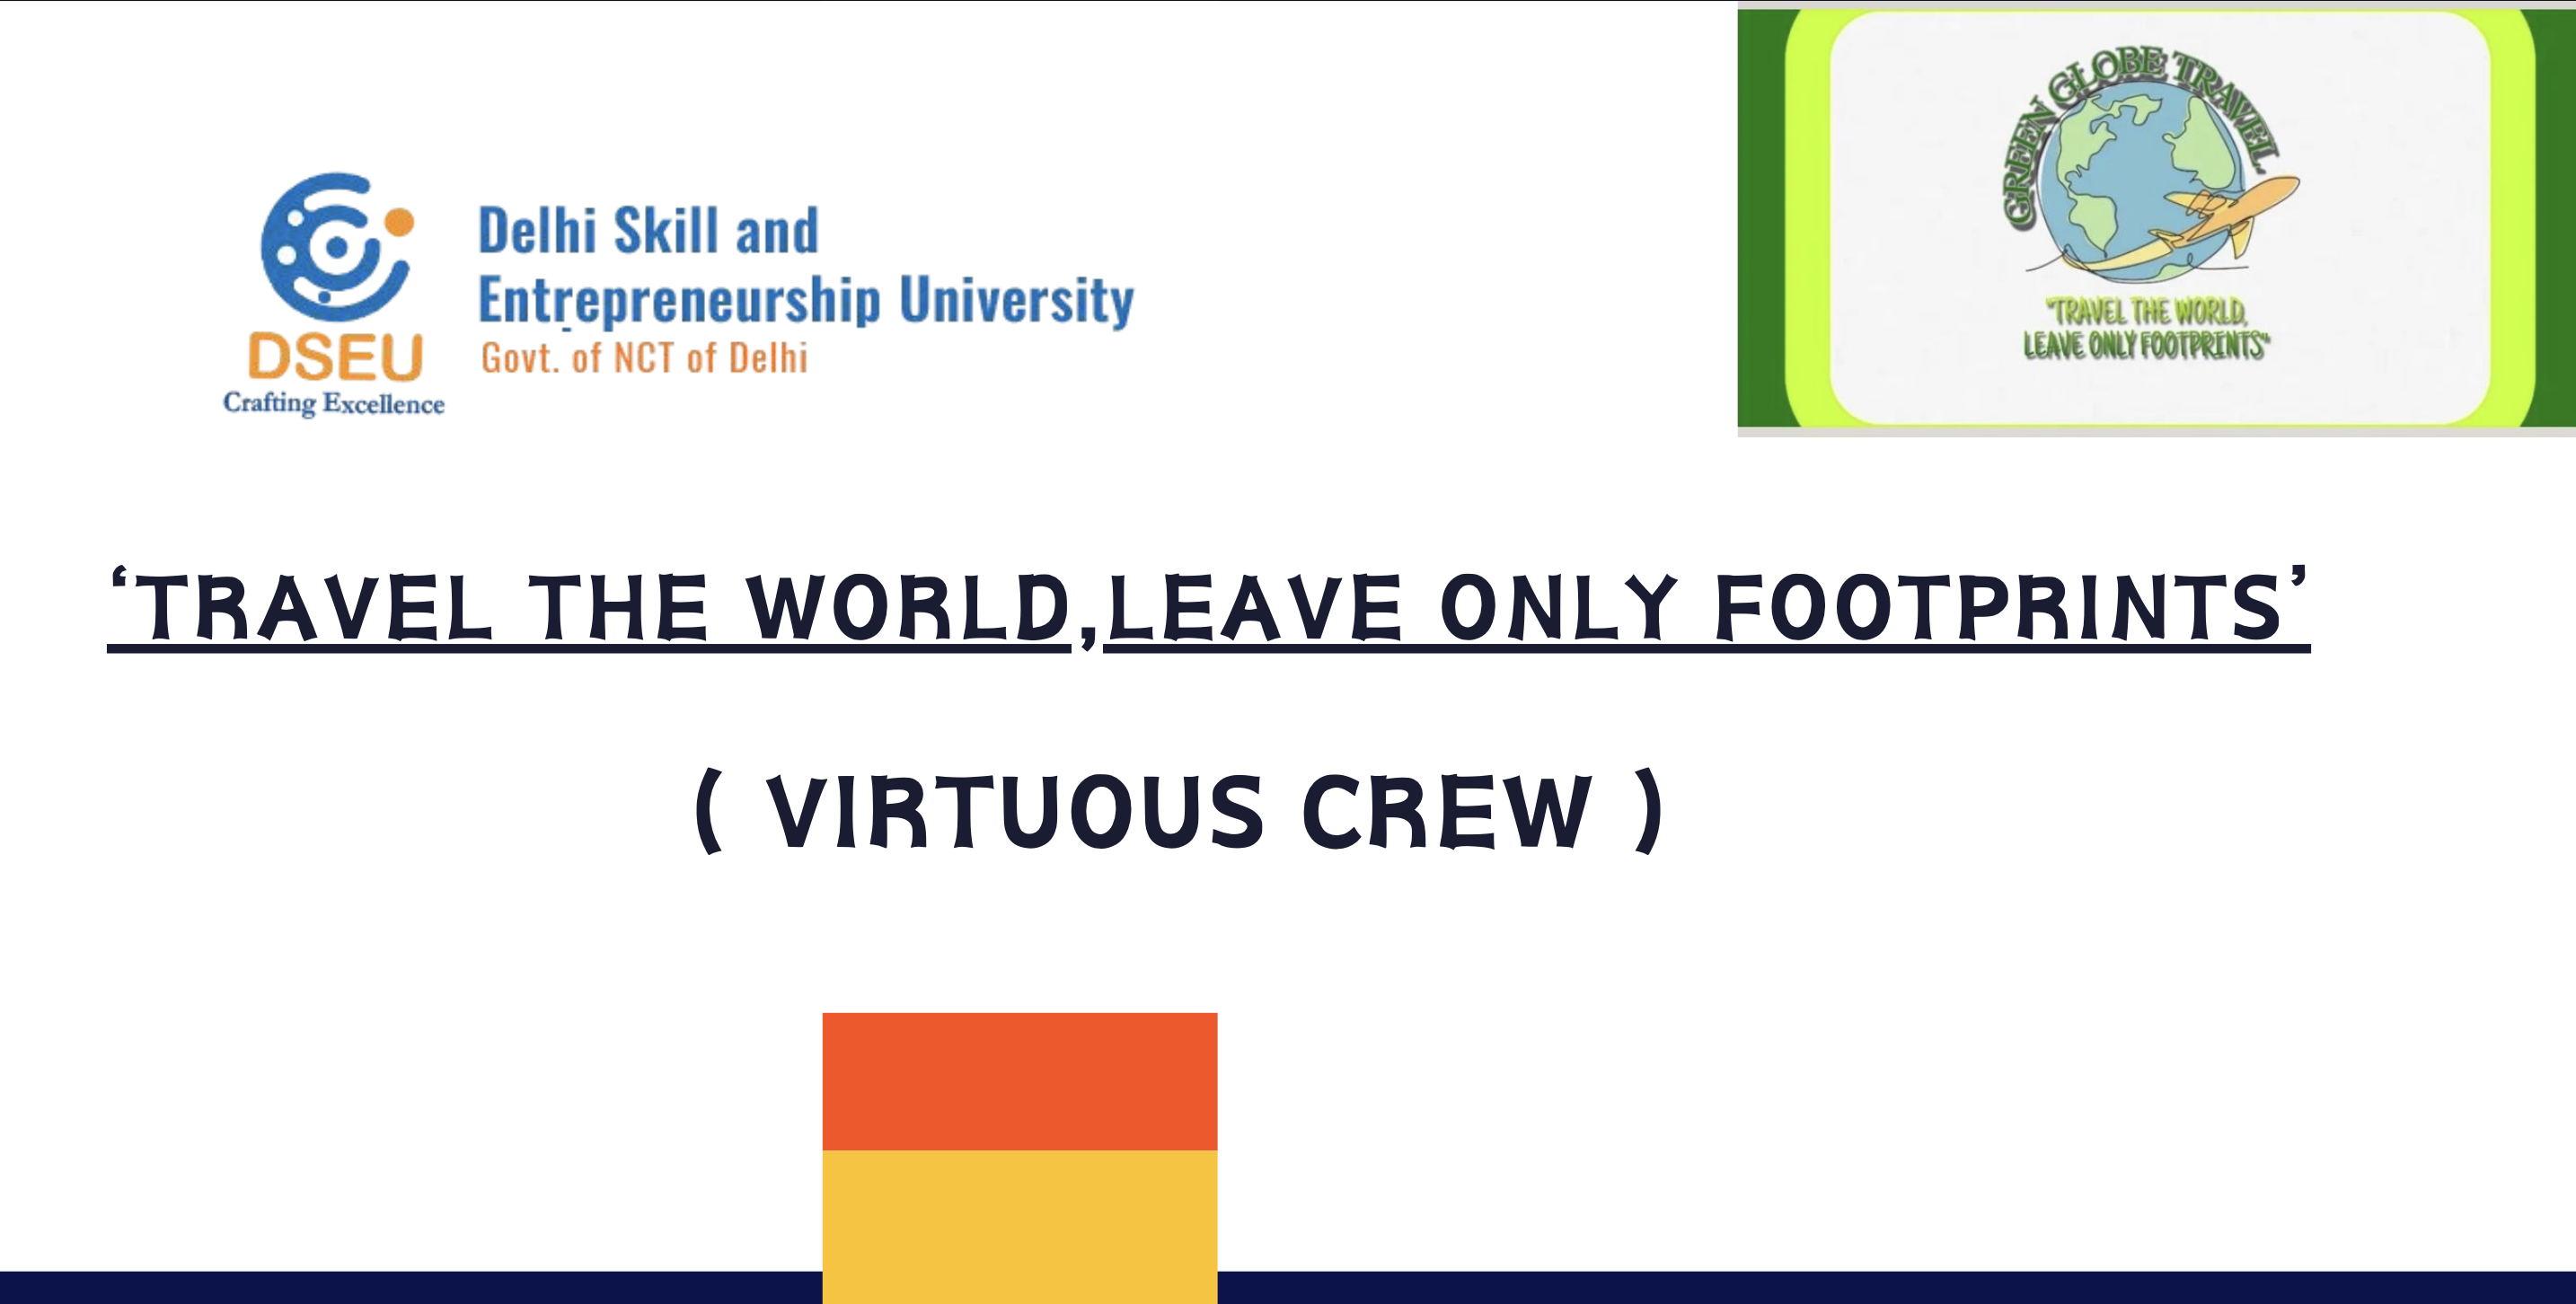 DSEU
Crafting Excellence
Delhi Skill and
Entrepreneurship University
Govt. of NCT of Delhi
GREEN GLOBE TRAVEL
"TRAVEL THE WORLD,
LEAVE ONLY FOOTPRINTS"
‘TRAVEL THE WORLD,LEAVE ONLY FOOTPRINTS’
( VIRTUOUS CREW )